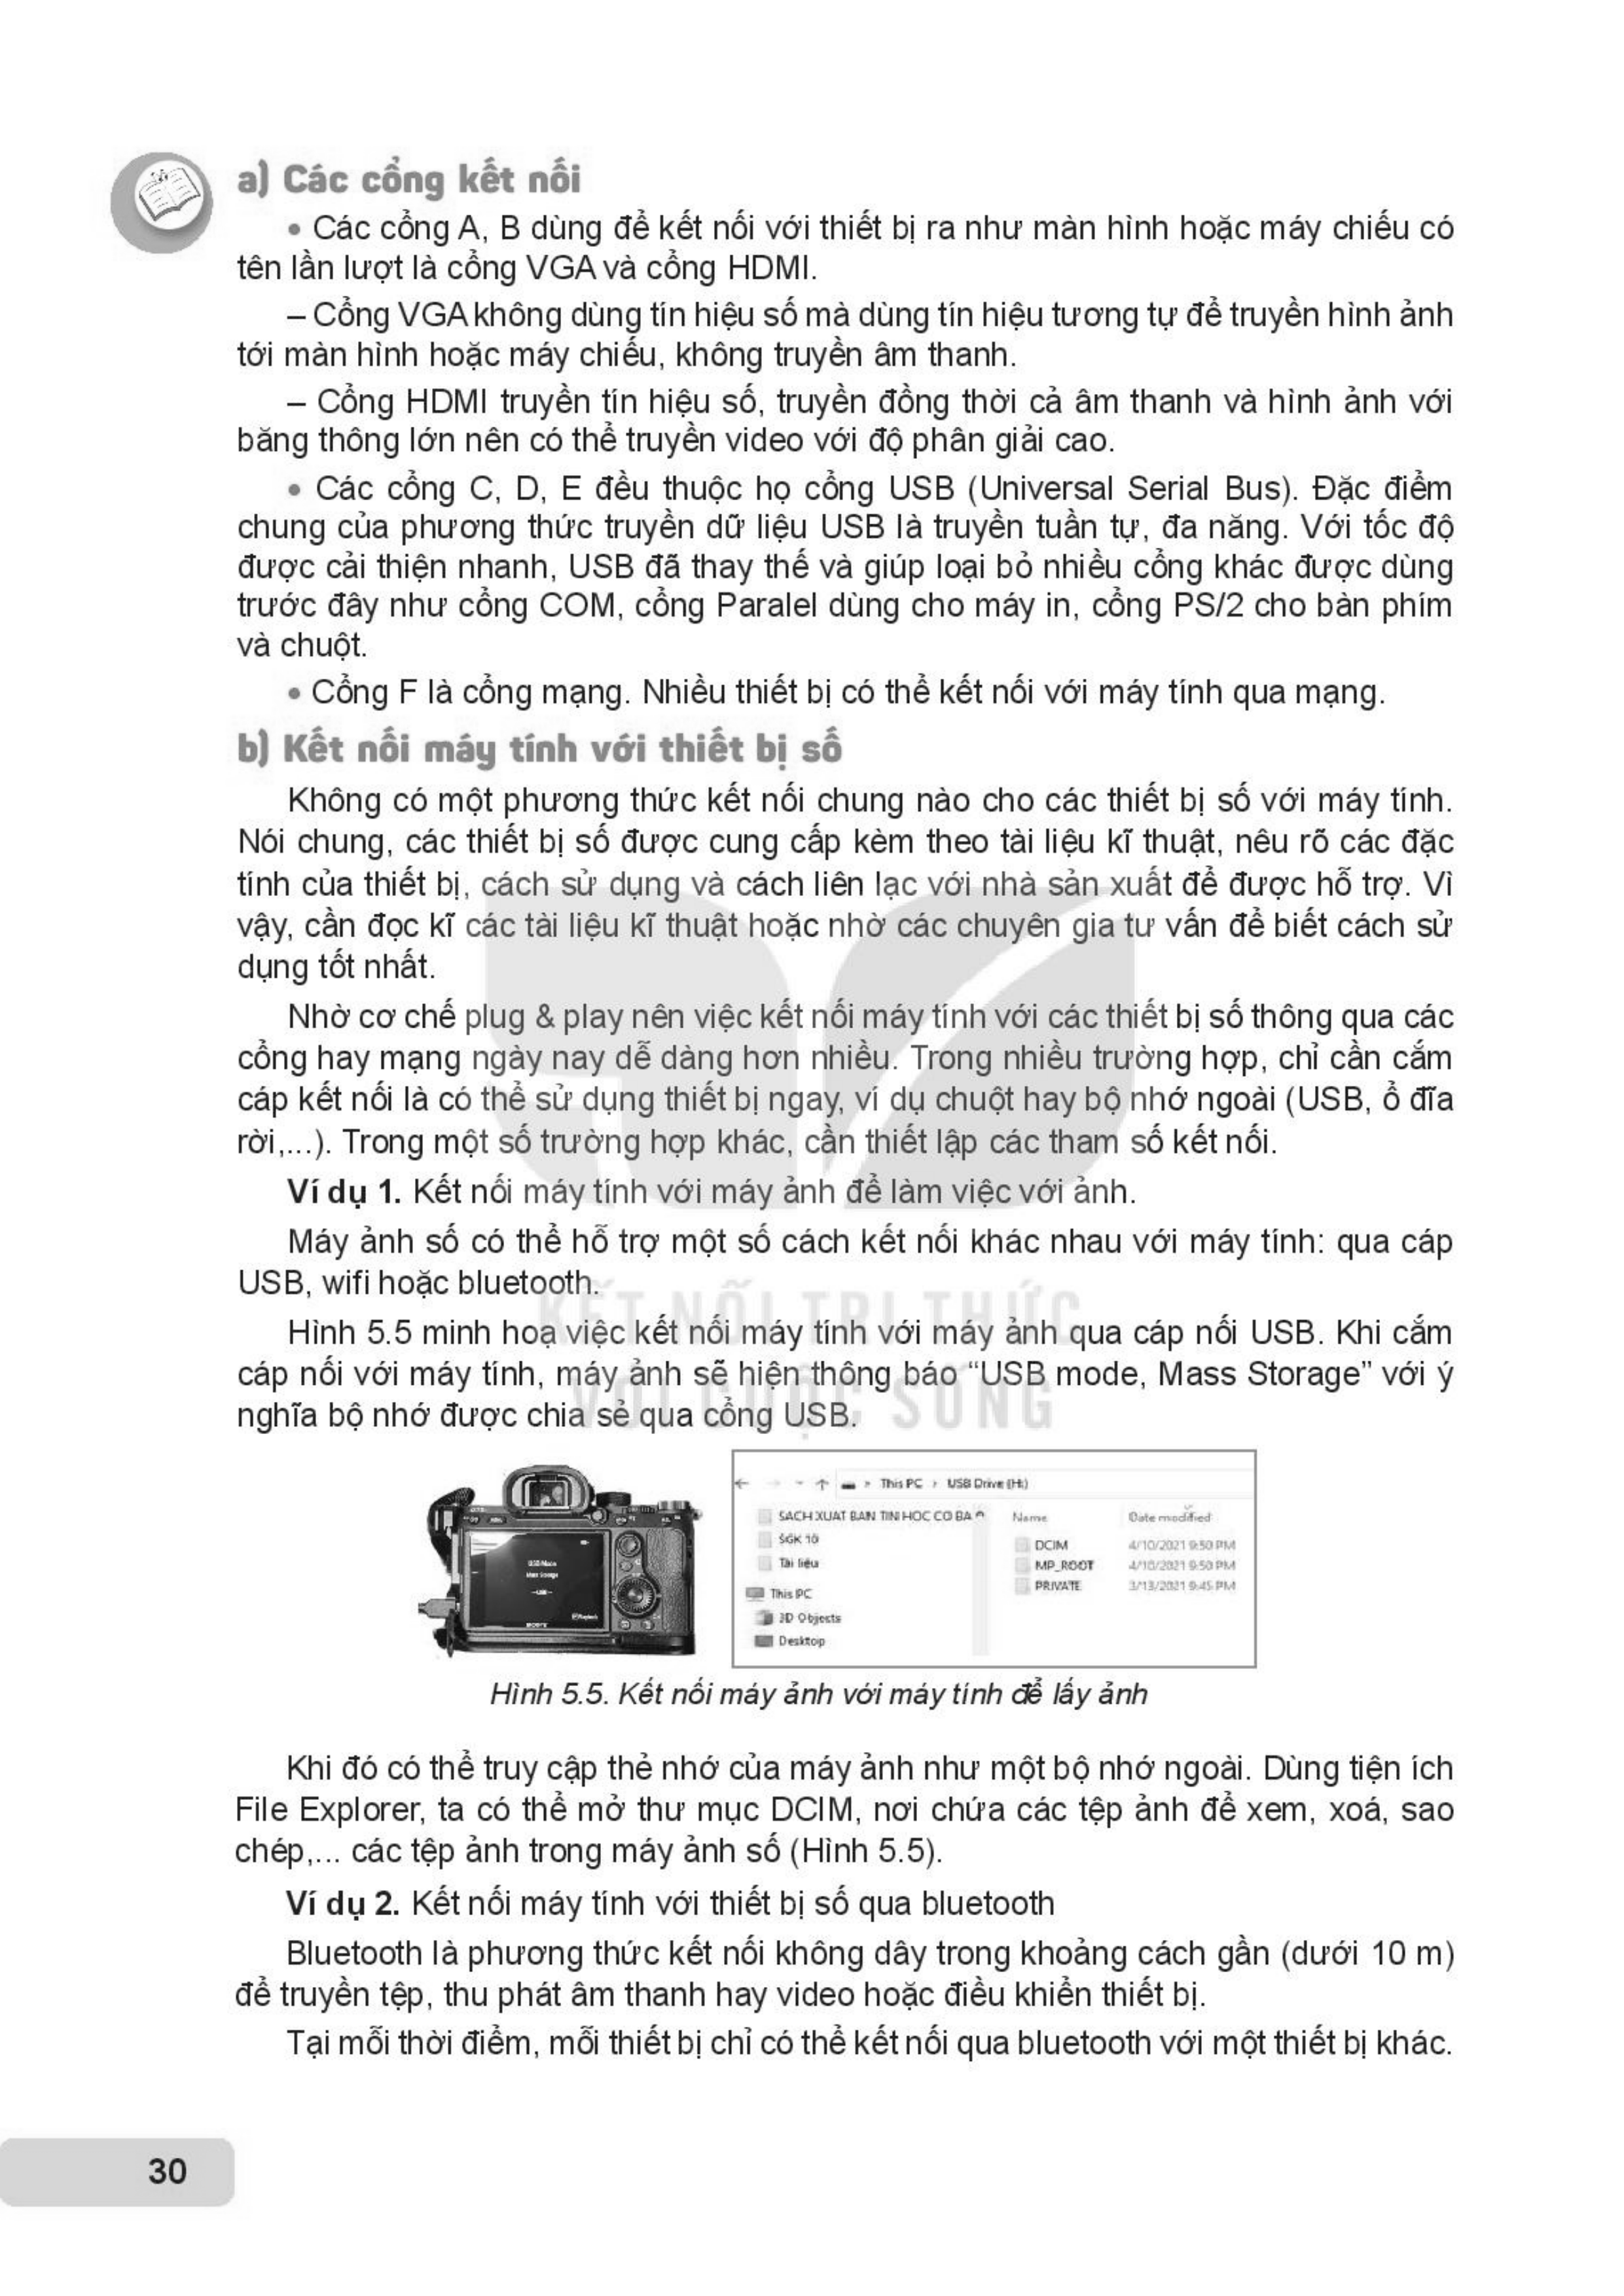 a) Các cổng kết nối
• Các cổng A, B dùng để kết nối với thiết bị ra như màn hình hoặc máy chiếu có
tên lần lượt là cổng VGA và cổng HDMI.
– Cổng VGA không dùng tín hiệu số mà dùng tín hiệu tương tự để truyền hình ảnh
tới màn hình hoặc máy chiếu, không truyền âm thanh.
– Cổng HDMI truyền tín hiệu số, truyền đồng thời cả âm thanh và hình ảnh với
băng thông lớn nên có thể truyền video với độ phân giải cao.
• Các cổng C, D, E đều thuộc họ cổng USB (Universal Serial Bus). Đặc điểm
chung của phương thức truyền dữ liệu USB là truyền tuần tự, đa năng. Với tốc độ
được cải thiện nhanh, USB đã thay thế và giúp loại bỏ nhiều cổng khác được dùng
trước đây như cổng COM, cổng Paralel dùng cho máy in, cổng PS/2 cho bàn phím
và chuột.
• Cổng F là cổng mạng. Nhiều thiết bị có thể kết nối với máy tính qua mạng.
b) Kết nối máy tính với thiết bị số
Không có một phương thức kết nối chung nào cho các thiết bị số với máy tính.
Nói chung, các thiết bị số được cung cấp kèm theo tài liệu kĩ thuật, nêu rõ các đặc
tính của thiết bị, cách sử dụng và cách liên lạc với nhà sản xuất để được hỗ trợ. Vì
vậy, cần đọc kĩ các tài liệu kĩ thuật hoặc nhờ các chuyên gia tư vấn để biết cách sử
dụng tốt nhất.
Nhờ cơ chế plug & play nên việc kết nối máy tính với các thiết bị số thông qua các
cổng hay mạng ngày nay dễ dàng hơn nhiều. Trong nhiều trường hợp, chỉ cần cắm
cáp kết nối là có thể sử dụng thiết bị ngay, ví dụ chuột hay bộ nhớ ngoài (USB, ổ đĩa
rời,...). Trong một số trường hợp khác, cần thiết lập các tham số kết nối.
Ví dụ 1. Kết nối máy tính với máy ảnh để làm việc với ảnh.
Máy ảnh số có thể hỗ trợ một số cách kết nối khác nhau với máy tính: qua cáp
USB, wifi hoặc bluetooth.
KẾT NỐI TRI THỨC
Hình 5.5 minh hoạ việc kết nối máy tính với máy ảnh qua cáp nối USB. Khi cắm
cáp nối với máy tính, máy ảnh sẽ hiện thông báo “USB mode, Mass Storage” với ý
VỚI CUỘC SỐNG
nghĩa bộ nhớ được chia sẻ qua cổng USB.
This PC › USB Drive (H:)
SACH XUAT BAN TIN HOC CO BA
SGK 10
Tài liệu
This PC
3D Objects
Desktop
Name Date modified
DCIM 4/10/2021 9:50 PM
MP_ROOT 4/10/2021 9:50 PM
PRIVATE 3/13/2021 9:45 PM
USB Mode
Mass Storage
SONY
Hình 5.5. Kết nối máy ảnh với máy tính để lấy ảnh
Khi đó có thể truy cập thẻ nhớ của máy ảnh như một bộ nhớ ngoài. Dùng tiện ích
File Explorer, ta có thể mở thư mục DCIM, nơi chứa các tệp ảnh để xem, xoá, sao
chép,... các tệp ảnh trong máy ảnh số (Hình 5.5).
Ví dụ 2. Kết nối máy tính với thiết bị số qua bluetooth
Bluetooth là phương thức kết nối không dây trong khoảng cách gần (dưới 10 m)
để truyền tệp, thu phát âm thanh hay video hoặc điều khiển thiết bị.
Tại mỗi thời điểm, mỗi thiết bị chỉ có thể kết nối qua bluetooth với một thiết bị khác.
30